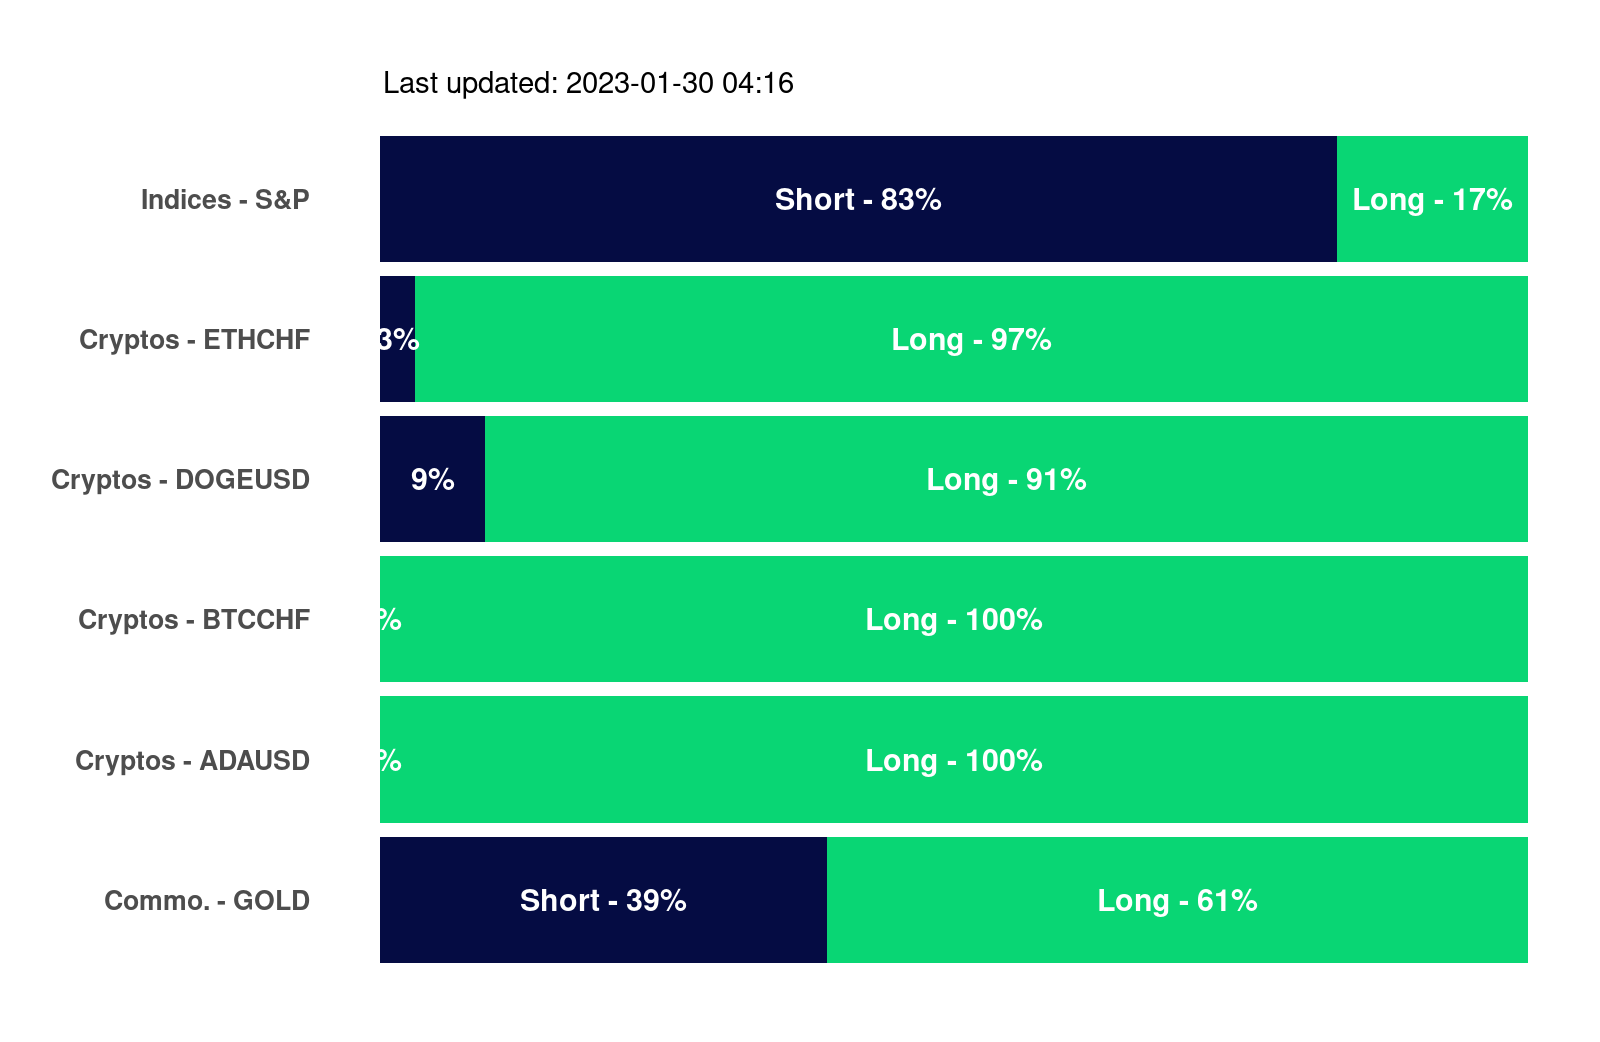 Last updated: 2023-01-30 04:16
Indices - S&P Short - 83% Long - 17%
Cryptos - ETHCHF 3% Long - 97%
Cryptos - DOGEUSD 9% Long - 91%
Cryptos - BTCCHF % Long - 100%
Cryptos - ADAUSD % Long - 100%
Commo. - GOLD Short - 39% Long - 61%